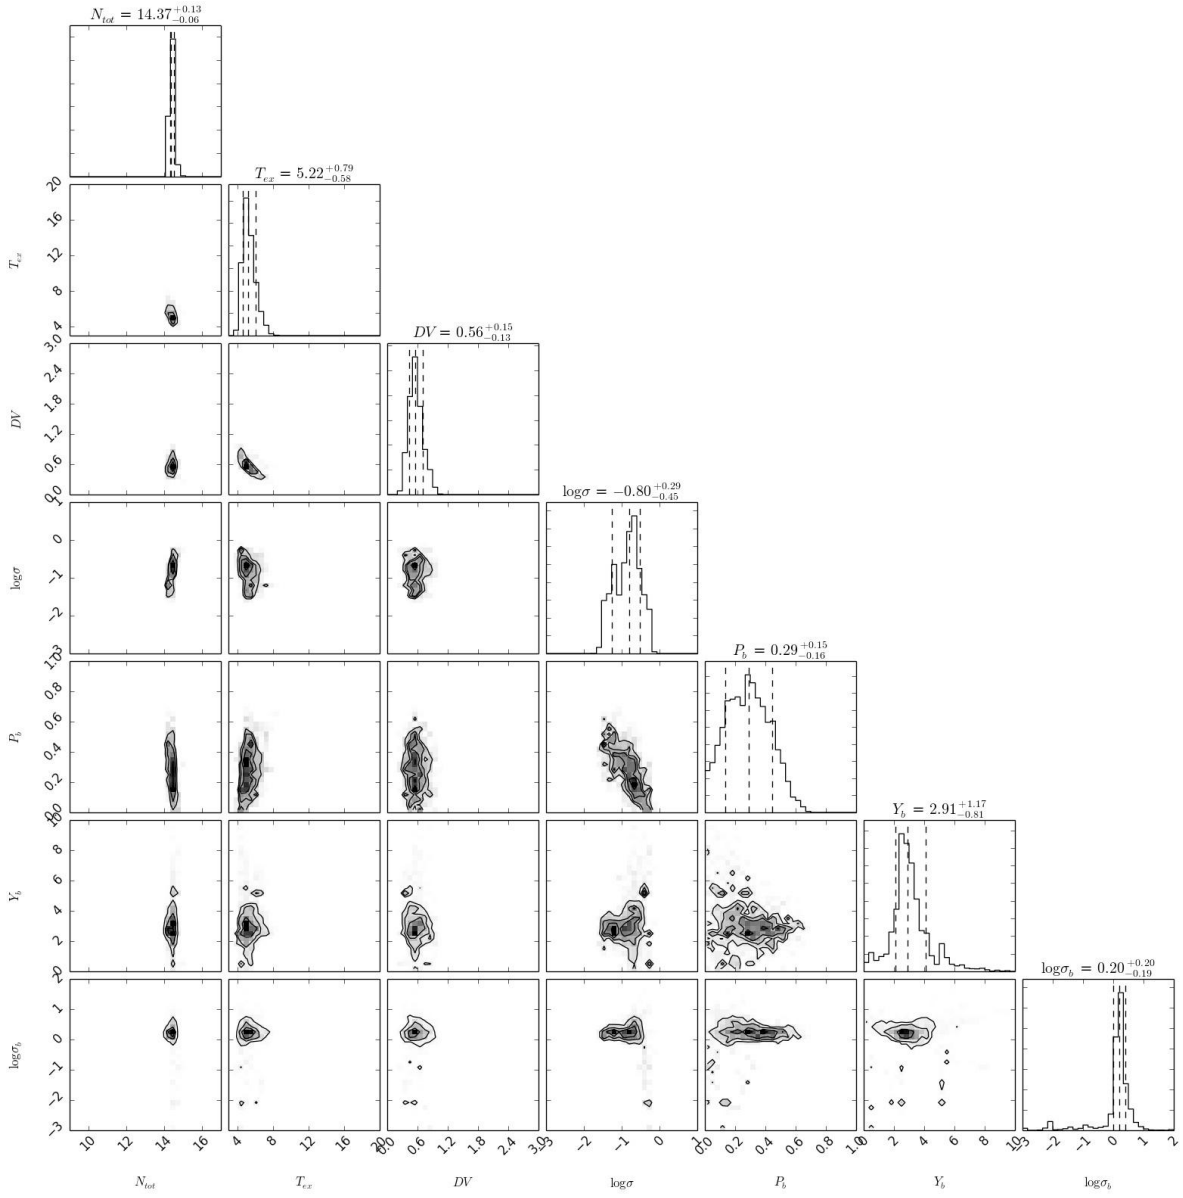 N_tot = 14.37 +0.13 −0.06
T_ex = 5.22 +0.79 −0.58
20
16
12
8
4
T_ex
DV = 0.56 +0.15 −0.13
3.0
2.4
1.8
1.2
0.6
0.0
DV
logσ = −0.80 +0.29 −0.45
1
0
−1
−2
−3
logσ
P_b = 0.29 +0.15 −0.16
1.0
0.8
0.6
0.4
0.2
0.0
P_b
Y_b = 2.91 +1.17 −0.81
10
8
6
4
2
0
Y_b
logσ_b = 0.20 +0.20 −0.19
2
1
0
−1
−2
−3
logσ_b
10 12 14 16
4 8 12 16 20
0.0 0.6 1.2 1.8 2.4 3.0
−3 −2 −1 0 1
0.0 0.2 0.4 0.6 0.8 1.0
0 2 4 6 8 10
−3 −2 −1 0 1 2
N_tot T_ex DV logσ P_b Y_b logσ_b